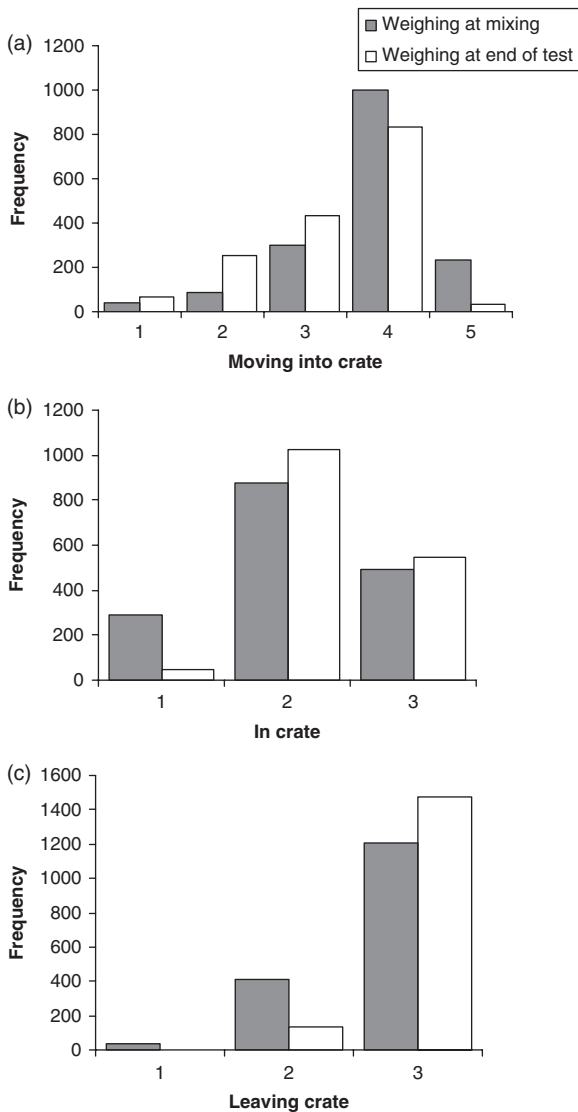 Weighing at mixing
Weighing at end of test
(a)
1200
1000
800
600
400
200
0
Frequency
1 2 3 4 5
Moving into crate
(b)
1200
1000
800
600
400
200
0
Frequency
1 2 3
In crate
(c)
1600
1400
1200
1000
800
600
400
200
0
Frequency
1 2 3
Leaving crate